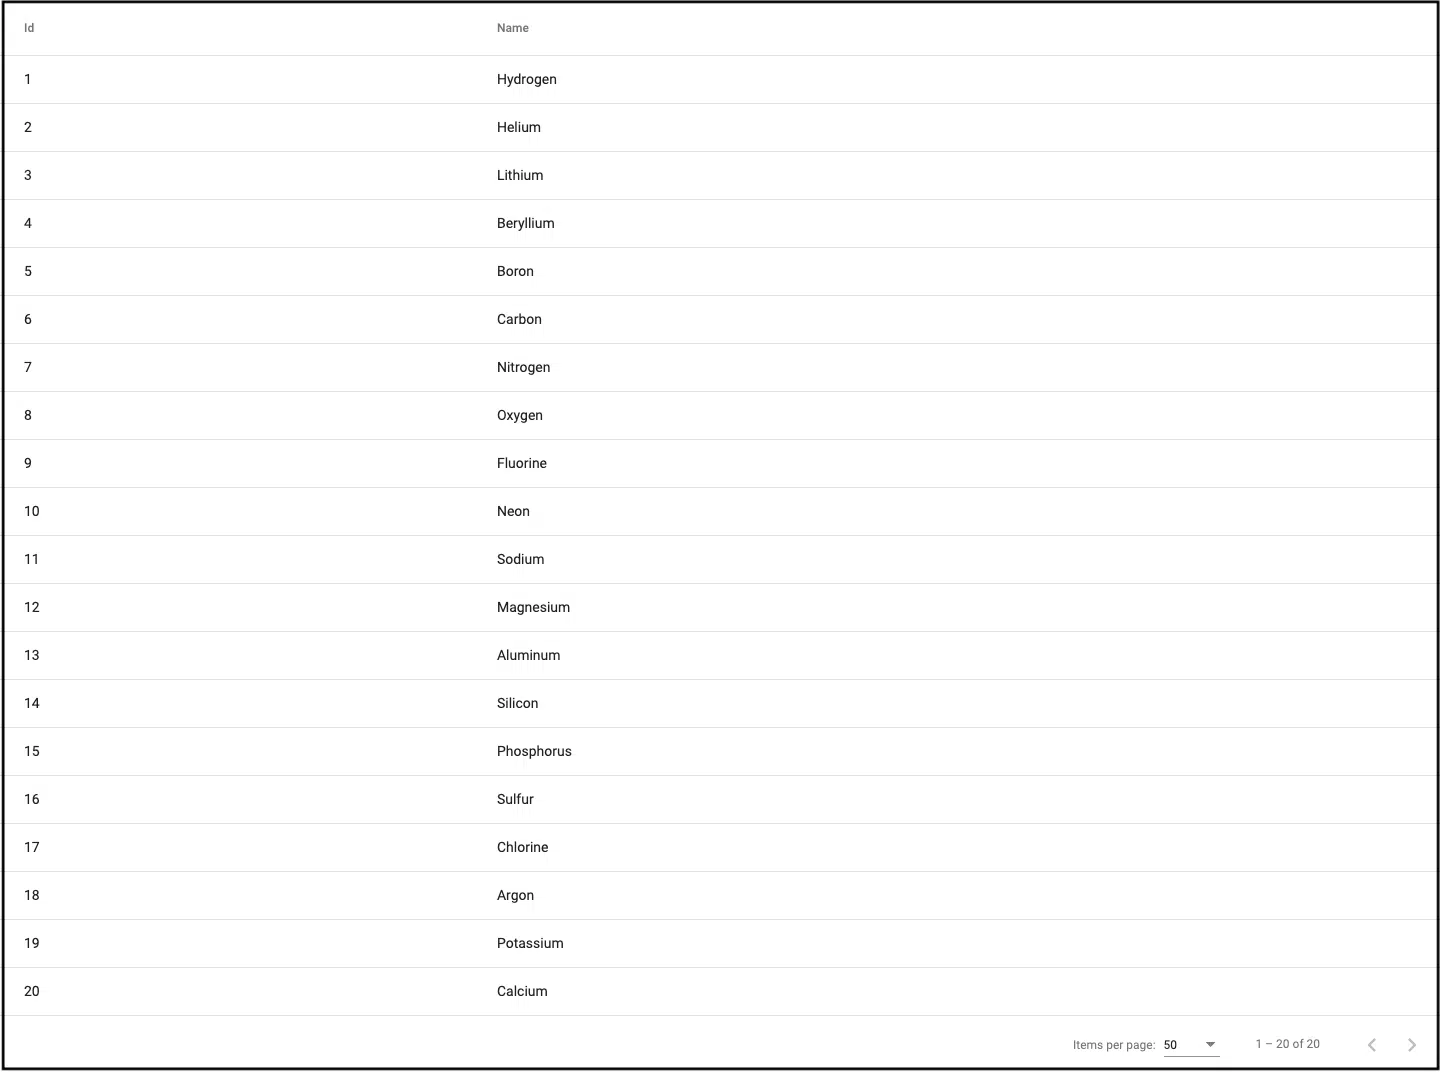 Id Name
1 Hydrogen
2 Helium
3 Lithium
4 Beryllium
5 Boron
6 Carbon
7 Nitrogen
8 Oxygen
9 Fluorine
10 Neon
11 Sodium
12 Magnesium
13 Aluminum
14 Silicon
15 Phosphorus
16 Sulfur
17 Chlorine
18 Argon
19 Potassium
20 Calcium
Items per page: 50 1 – 20 of 20